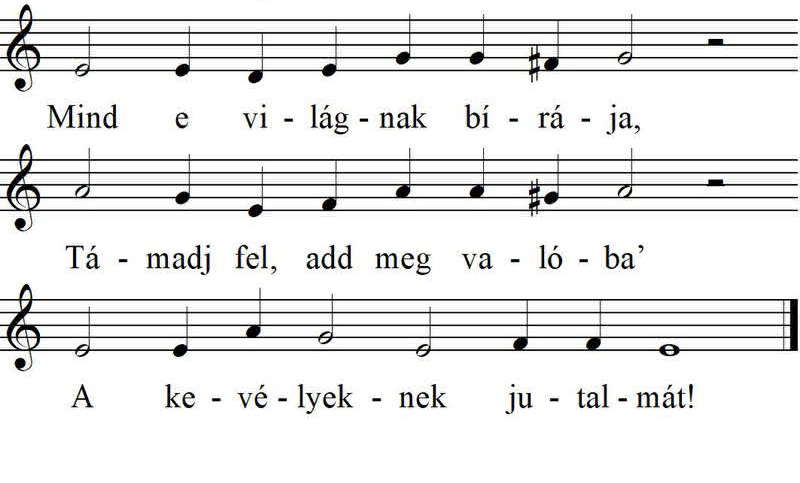 Mind e vi - lág - nak bí - rá - ja,
Tá - madj fel, add meg va - ló - ba’
A ke - vé - lyek - nek ju - tal - mát!